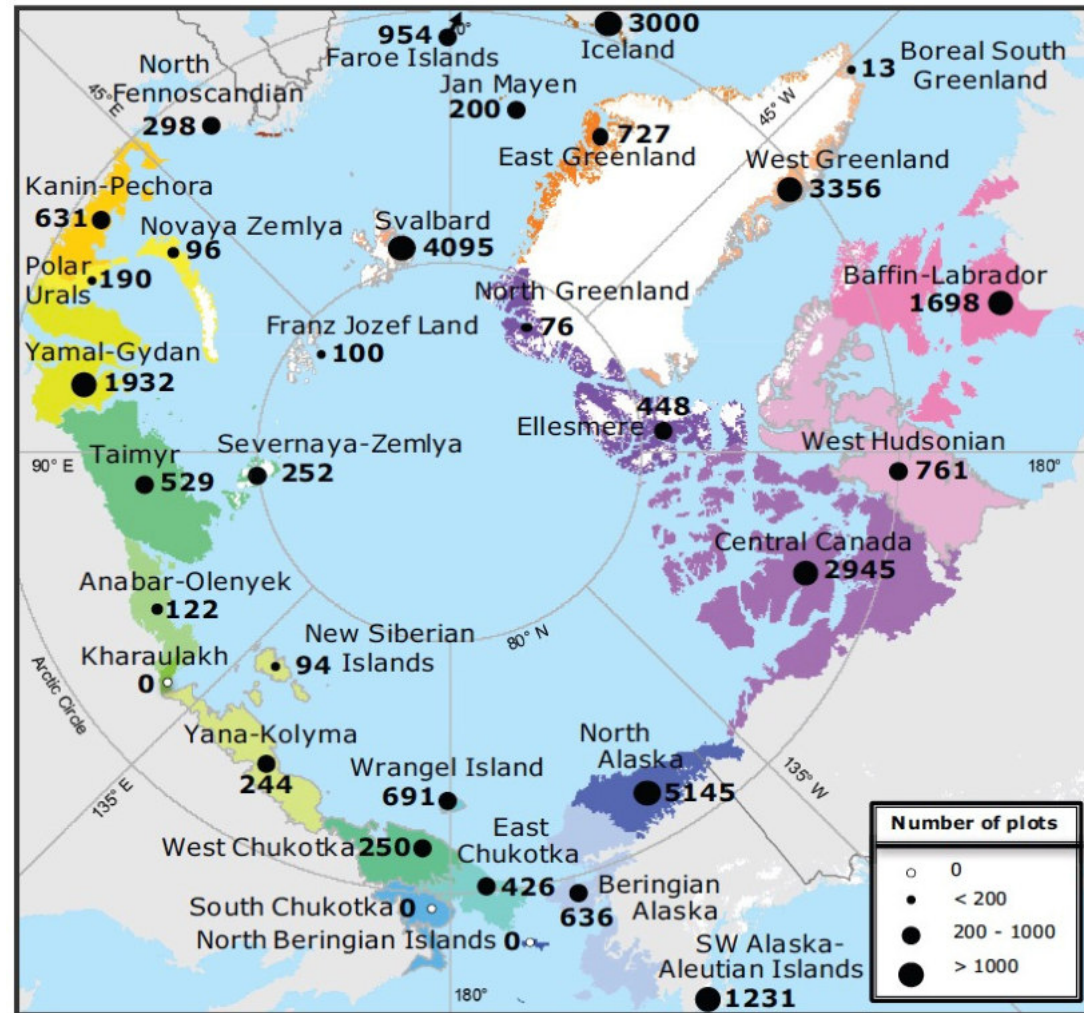 954
Faroe Islands
0°
3000
Iceland
13
Boreal South
Greenland
North
Fennoscandian
298
45° E
Jan Mayen
200
727
East Greenland
45° W
West Greenland
3356
Kanin-Pechora
631
Novaya Zemlya
96
Svalbard
4095
Polar
Urals
190
North Greenland
76
Baffin-Labrador
1698
Franz Jozef Land
100
Yamal-Gydan
1932
448
Ellesmere
90° E
Taimyr
529
Severnaya-Zemlya
252
West Hudsonian
761
180°
Central Canada
2945
Anabar-Olenyek
122
New Siberian
Islands
94
80° N
Kharaulakh
0
Arctic Circle
Yana-Kolyma
244
135° E
Wrangel Island
691
North
Alaska
5145
135° W
West Chukotka 250
East
Chukotka
426
Beringian
Alaska
636
South Chukotka 0
North Beringian Islands 0
SW Alaska-
Aleutian Islands
1231
180°
Number of plots
0
< 200
200 - 1000
> 1000